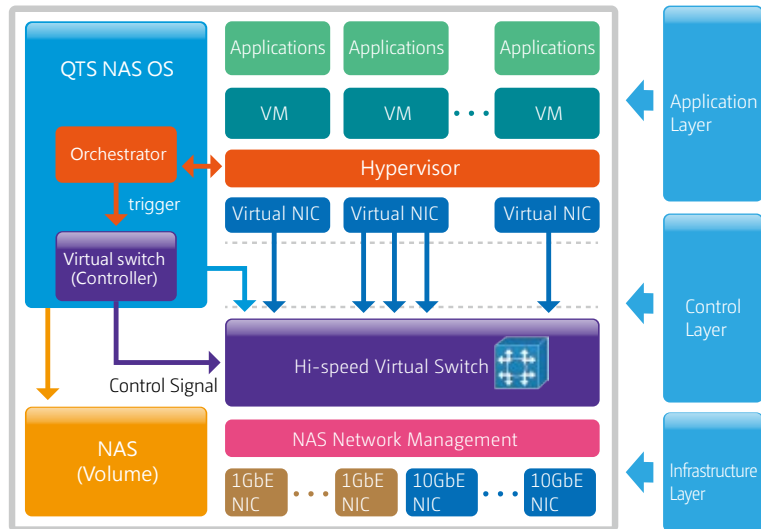 QTS NAS OS
Orchestrator
trigger
Virtual switch
(Controller)
Control Signal
NAS
(Volume)
Applications
Applications
Applications
VM
VM
VM
Hypervisor
Virtual NIC
Virtual NIC
Virtual NIC
Hi-speed Virtual Switch
NAS Network Management
1GbE
NIC
1GbE
NIC
10GbE
NIC
10GbE
NIC
Application
Layer
Control
Layer
Infrastructure
Layer